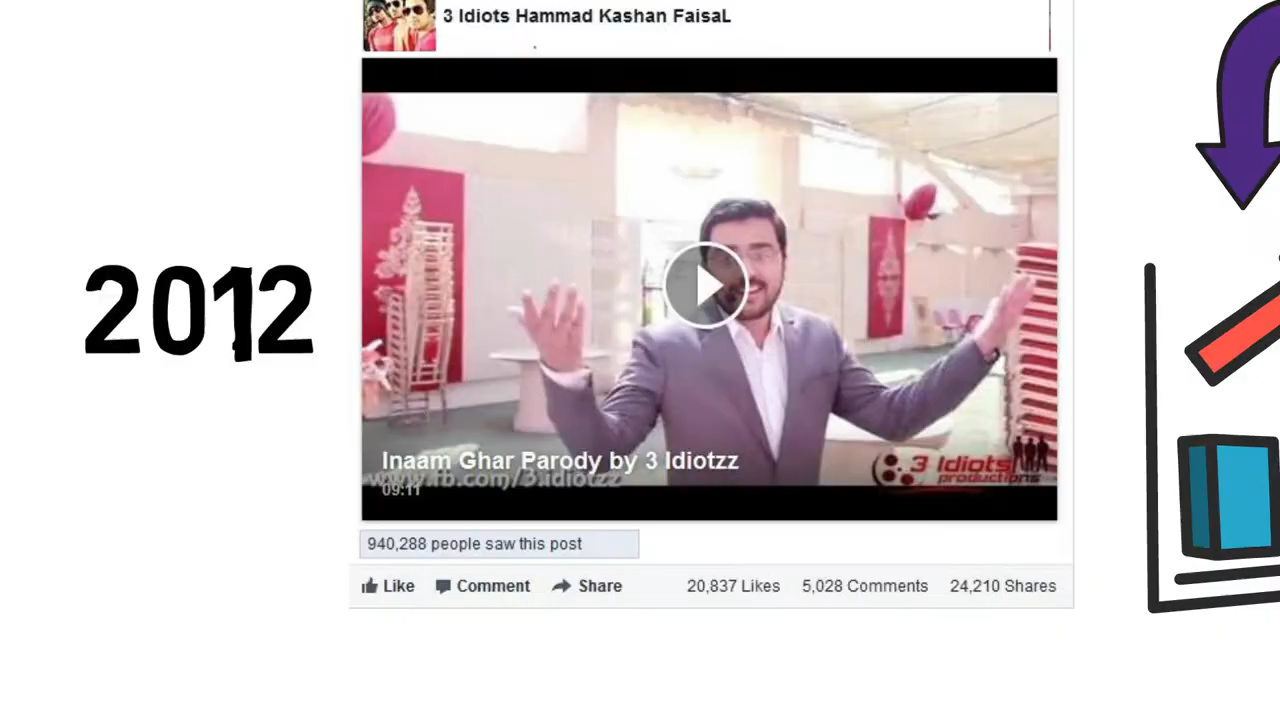 3 Idiots Hammad Kashan FaisaL
2012
Inaam Ghar Parody by 3 Idiotzz
www.fb.com/3.idiotzz
09:11
3 Idiots
productions
940,288 people saw this post
Like Comment Share 20,837 Likes 5,028 Comments 24,210 Shares